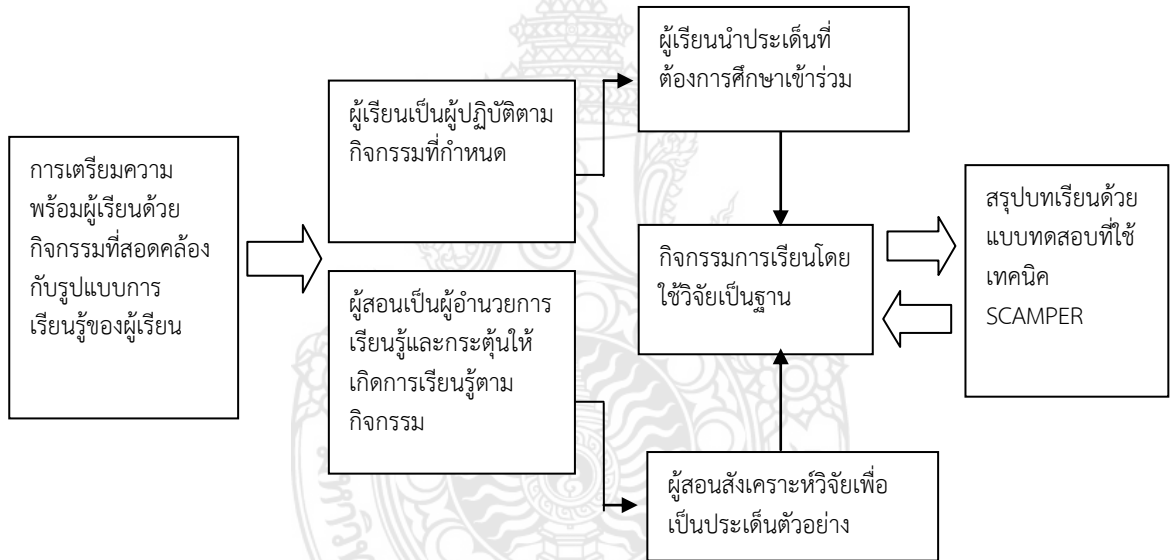 การเตรียมความ
พร้อมผู้เรียนด้วย
กิจกรรมที่สอดคล้อง
กับรูปแบบการ
เรียนรู้ของผู้เรียน
ผู้เรียนเป็นผู้ปฏิบัติตาม
กิจกรรมที่กำหนด
ผู้สอนเป็นผู้อำนวยการ
เรียนรู้และกระตุ้นให้
เกิดการเรียนรู้ตาม
กิจกรรม
ผู้เรียนนำประเด็นที่
ต้องการศึกษาเข้าร่วม
กิจกรรมการเรียนโดย
ใช้วิจัยเป็นฐาน
ผู้สอนสังเคราะห์วิจัยเพื่อ
เป็นประเด็นตัวอย่าง
สรุปบทเรียนด้วย
แบบทดสอบที่ใช้
เทคนิค
SCAMPER